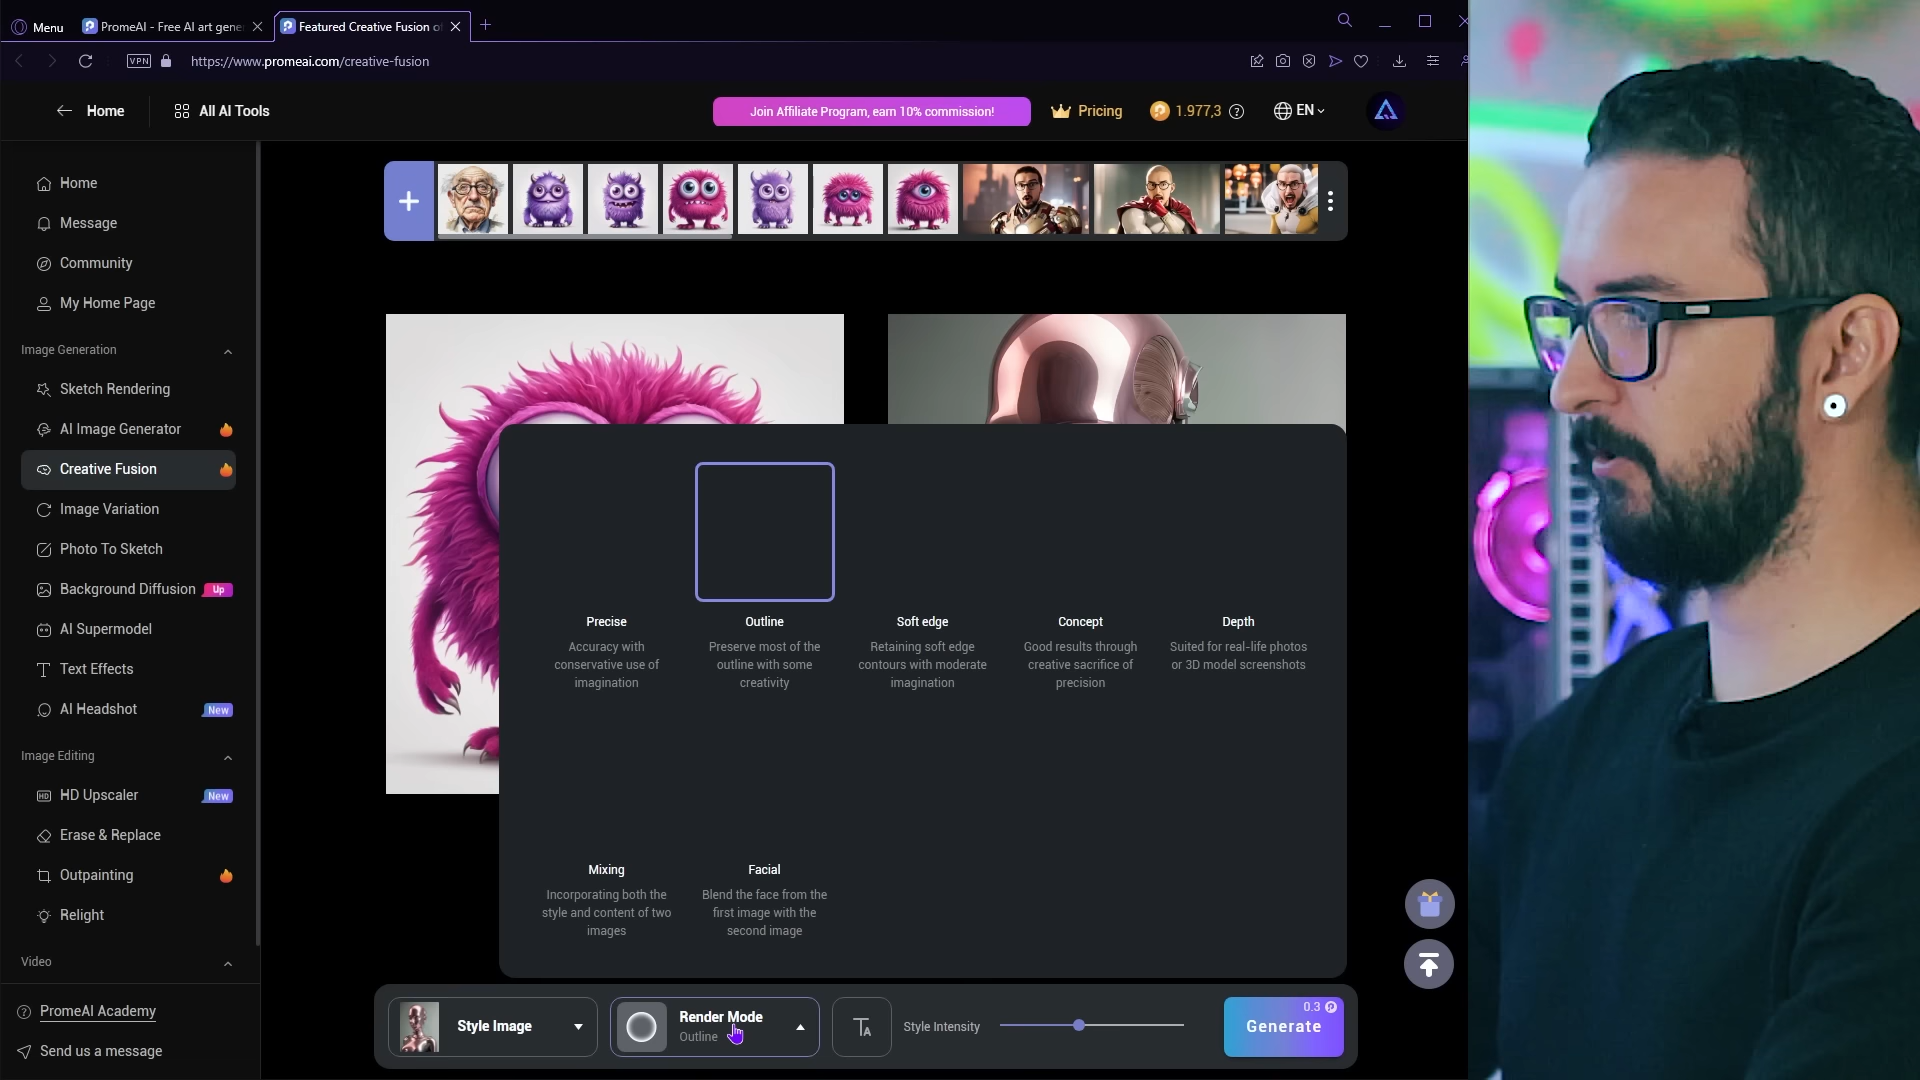 Menu
PromeAI - Free AI art gene
Featured Creative Fusion of
VPN
https://www.promeai.com/creative-fusion
Home
All AI Tools
Join Affiliate Program, earn 10% commission!
Pricing
1.977,3
EN
Home
Message
Community
My Home Page
Image Generation
Sketch Rendering
AI Image Generator
Creative Fusion
Image Variation
Photo To Sketch
Background Diffusion
Up
AI Supermodel
Text Effects
AI Headshot
New
Image Editing
HD Upscaler
New
Erase & Replace
Outpainting
Relight
Video
PromeAI Academy
Send us a message
Precise
Accuracy with
conservative use of
imagination
Outline
Preserve most of the
outline with some
creativity
Soft edge
Retaining soft edge
contours with moderate
imagination
Concept
Good results through
creative sacrifice of
precision
Depth
Suited for real-life photos
or 3D model screenshots
Mixing
Incorporating both the
style and content of two
images
Facial
Blend the face from the
first image with the
second image
Style Image
Render Mode
Outline
Style Intensity
0.3
Generate